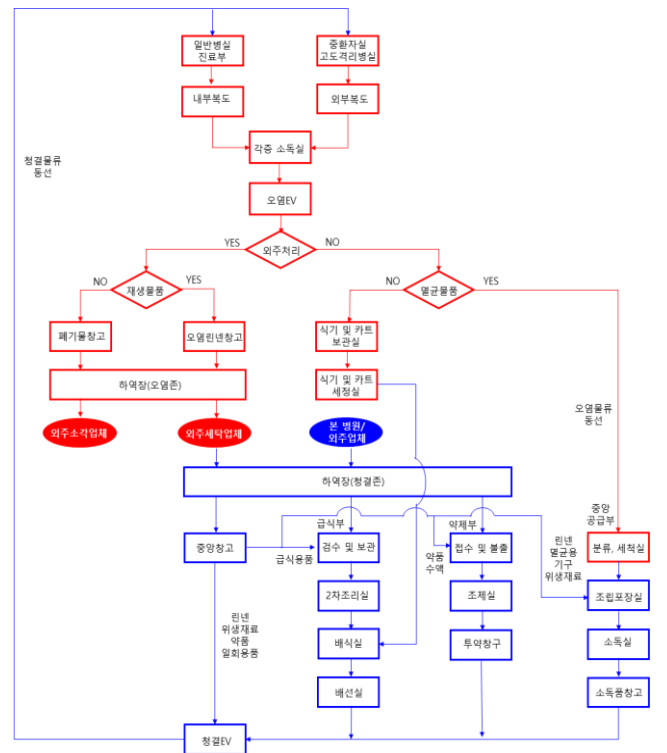 일반병실
진료부
중환자실
고도격리병실
내부복도
외부복도
청결물류
동선
각층 소독실
오염EV
YES
외주처리
NO
NO
재생물품
YES
NO
멸균물품
YES
폐기물창고
오염린넨창고
식기 및 카트
보관실
하역장(오염존)
식기 및 카트
세정실
오염물류
동선
외주소각업체
외주세탁업체
본 병원/
외주업체
하역장(청결존)
중앙
공급부
급식부
약제부
중앙창고
급식용품
검수 및 보관
약품
수액
접수 및 불출
린넨
멸균용
기구
위생재료
분류, 세척실
2차조리실
조제실
조립포장실
린넨
위생재료
약품
일회용품
배식실
투약창구
소독실
배선실
소독품창고
청결EV